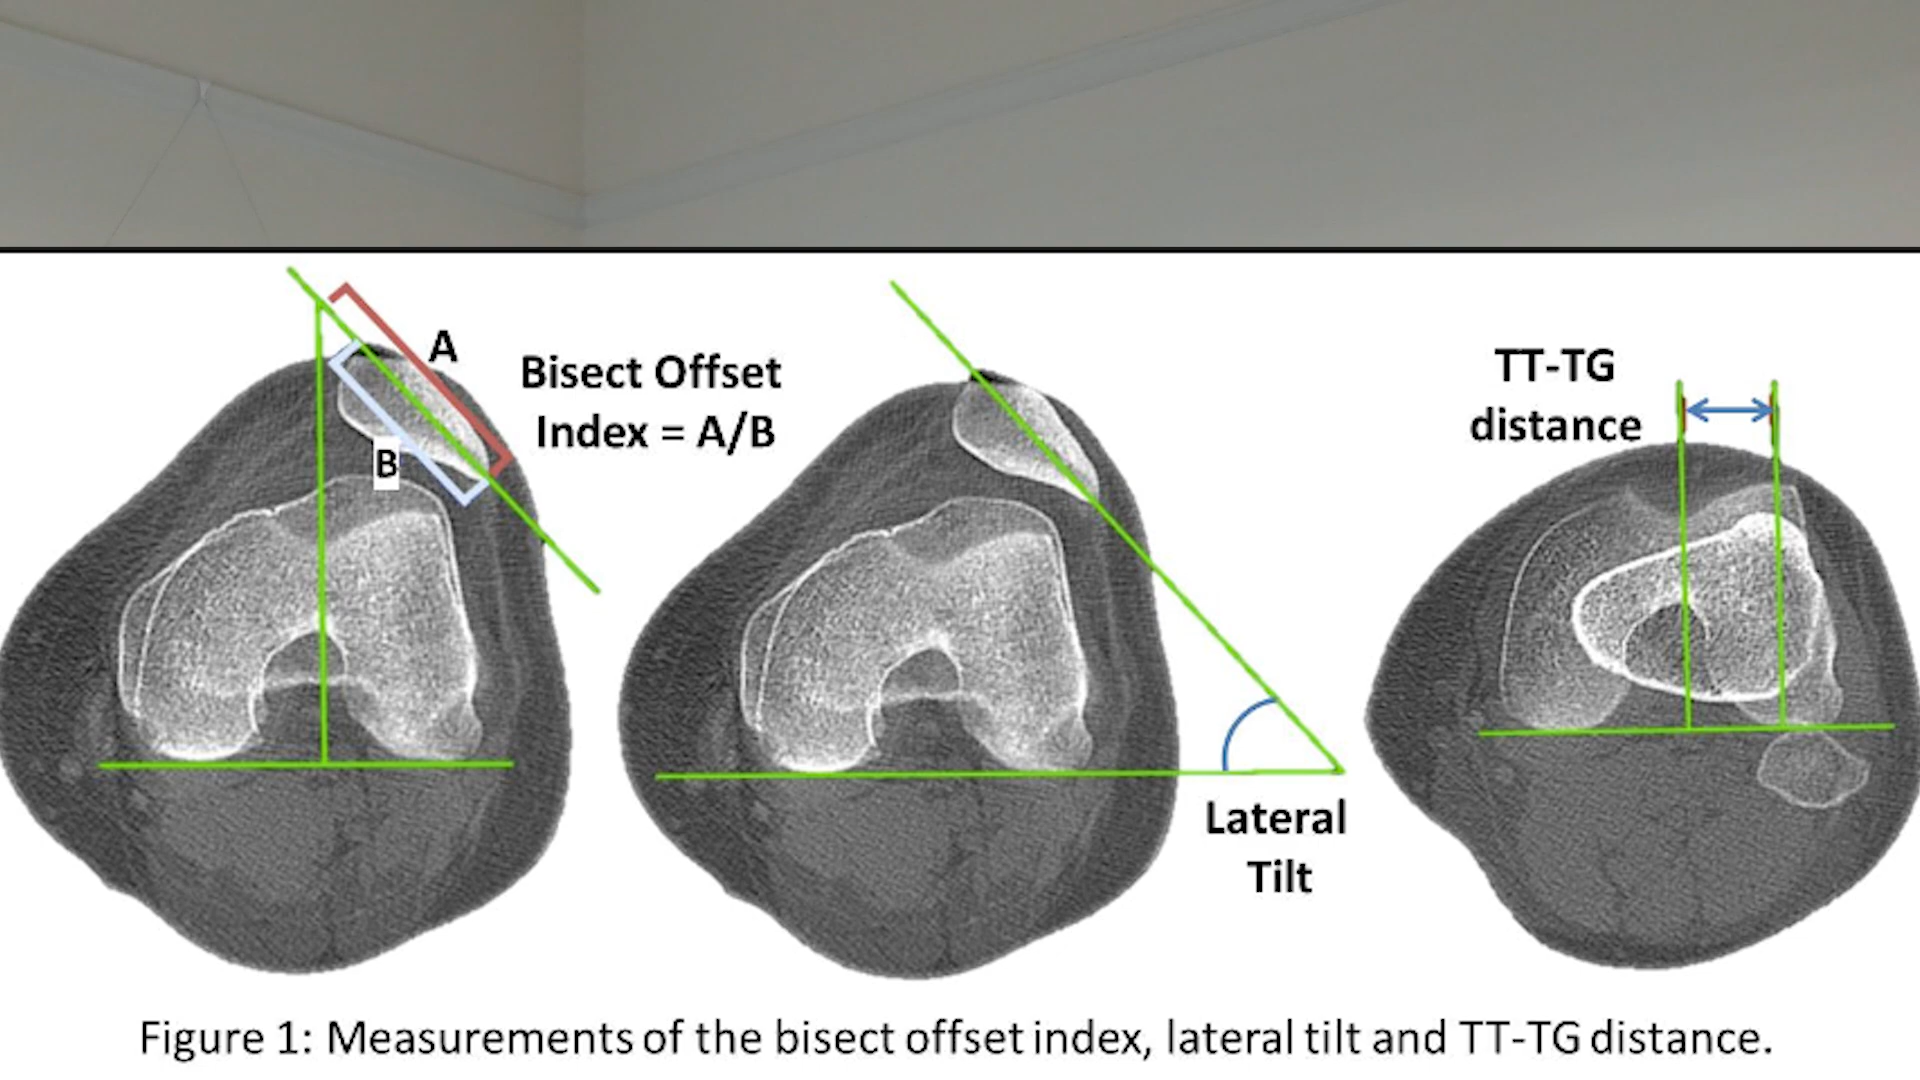 A
B
Bisect Offset
Index = A/B
Lateral
Tilt
TT-TG
distance
Figure 1: Measurements of the bisect offset index, lateral tilt and TT-TG distance.